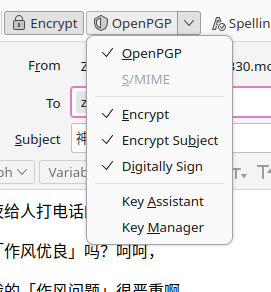 Encrypt OpenPGP Spellin
OpenPGP
S/MIME
Encrypt
Encrypt Subject
Digitally Sign
Key Assistant
Key Manager
From Z 330.mo
To z
Subject 神
ph Variab T
给人打电话
「作风优良」吗？呵呵，
的「作风问题」很严重啊